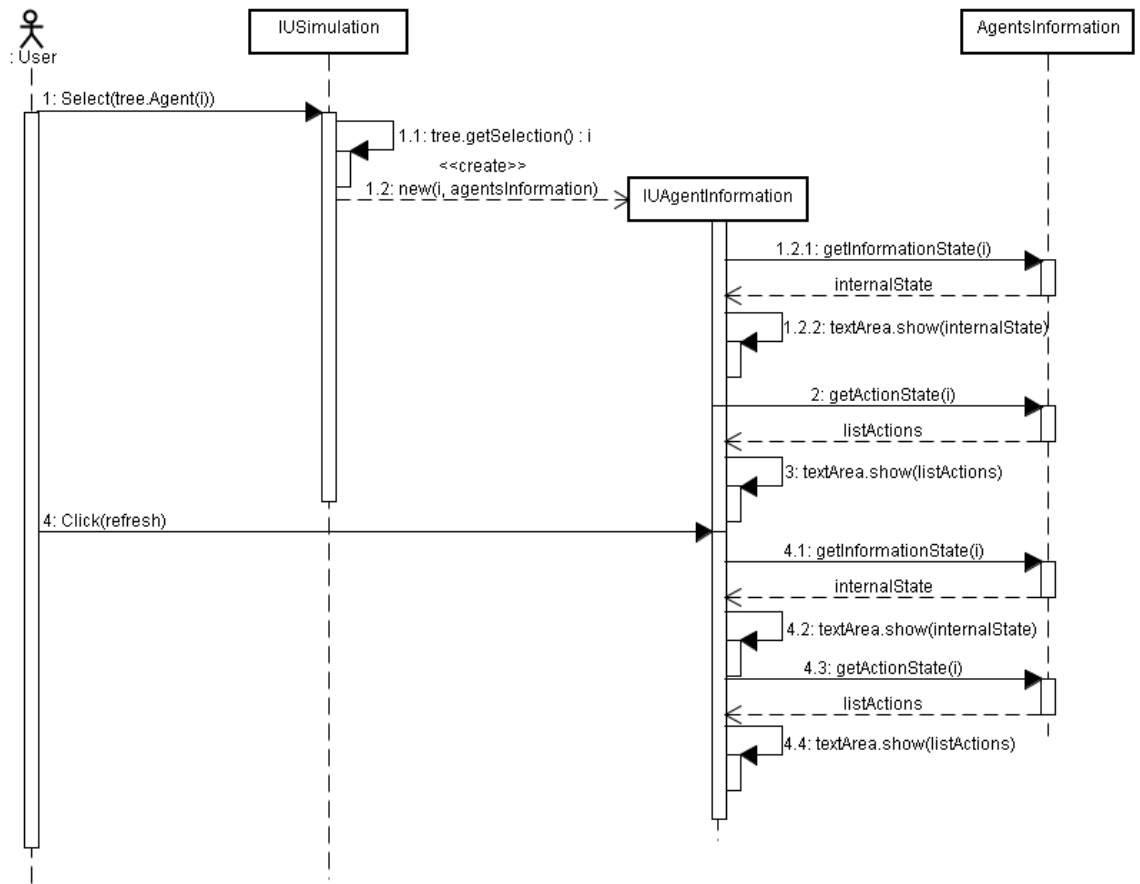 IUSimulation
AgentsInformation
: User
1: Select(tree.Agent(i))
1.1: tree.getSelection() : i
<<create>>
1.2: new(i, agentsInformation)
IUAgentInformation
1.2.1: getInformationState(i)
internalState
1.2.2: textArea.show(internalState)
2: getActionState(i)
listActions
3: textArea.show(listActions)
4: Click(refresh)
4.1: getInformationState(i)
internalState
4.2: textArea.show(internalState)
4.3: getActionState(i)
listActions
4.4: textArea.show(listActions)